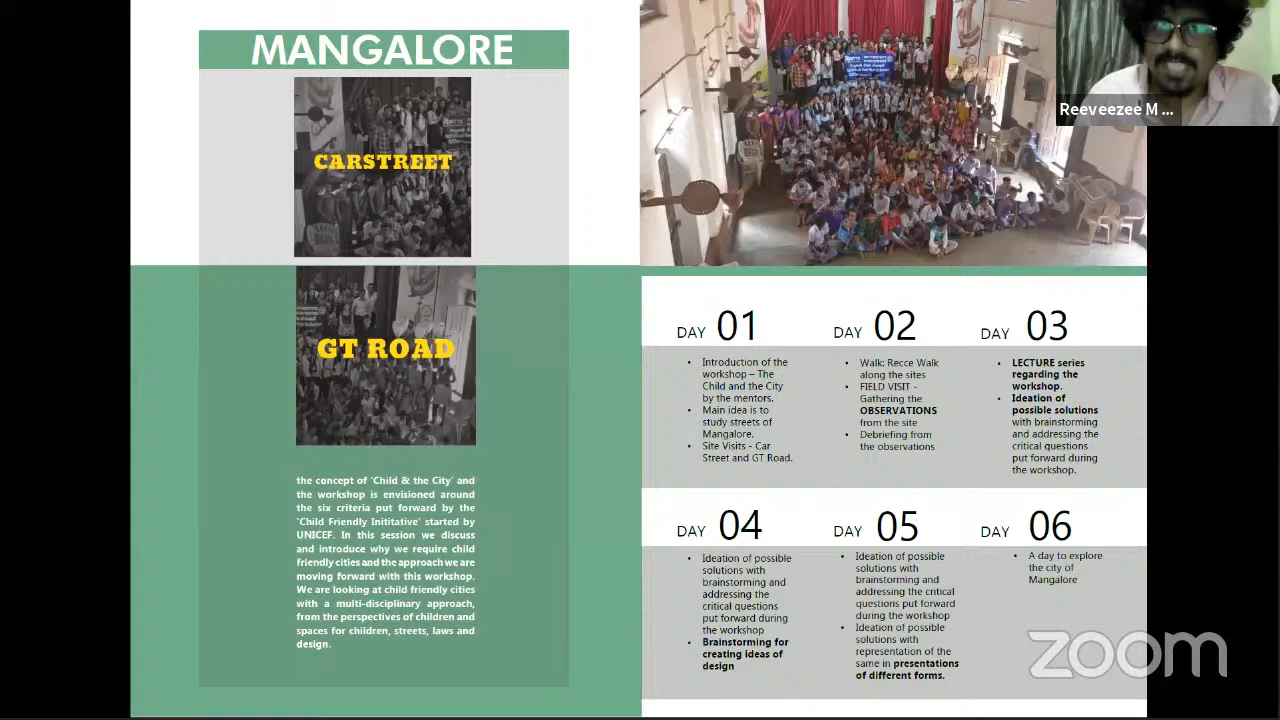 MANGALORE
CARSTREET
GT ROAD
the concept of 'Child & the City' and
the workshop is envisioned around
the six criteria put forward by the
'Child Friendly Inititative' started by
UNICEF. In this session we discuss
and introduce why we require child
friendly cities and the approach we are
moving forward with this workshop.
We are looking at child friendly cities
with a multi-disciplinary approach,
from the perspectives of children and
spaces for children, streets, laws and
design.
Reeveezee M ...
DAY 01
• Introduction of the
workshop – The
Child and the City
by the mentors.
• Main idea is to
study streets of
Mangalore.
• Site Visits - Car
Street and GT Road.
DAY 02
• Walk: Recce Walk
along the sites
• FIELD VISIT -
Gathering the
OBSERVATIONS
from the site
• Debriefing from
the observations
DAY 03
• LECTURE series
regarding the
workshop.
• Ideation of
possible solutions
with brainstorming
and addressing the
critical questions
put forward during
the workshop.
DAY 04
• Ideation of possible
solutions with
brainstorming and
addressing the
critical questions
put forward during
the workshop
• Brainstorming for
creating ideas of
design
DAY 05
• Ideation of possible
solutions with
brainstorming and
addressing the critical
questions put forward
during the workshop
• Ideation of possible
solutions with
representation of the
same in presentations
of different forms.
DAY 06
• A day to explore
the city of
Mangalore
zoom